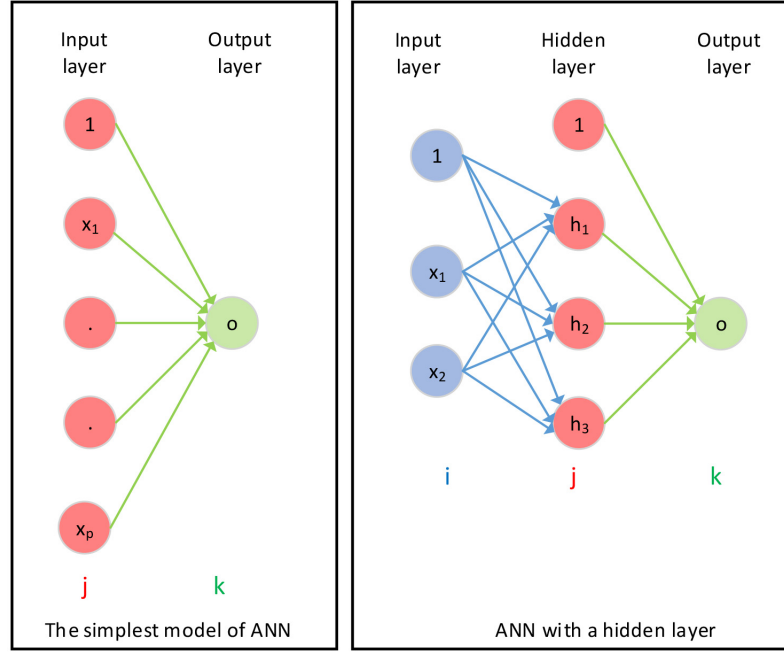 Input layer
Output layer
1
x₁
.
.
xₚ
o
j
k
The simplest model of ANN
Input layer
Hidden layer
Output layer
1
x₁
x₂
1
h₁
h₂
h₃
o
i
j
k
ANN with a hidden layer